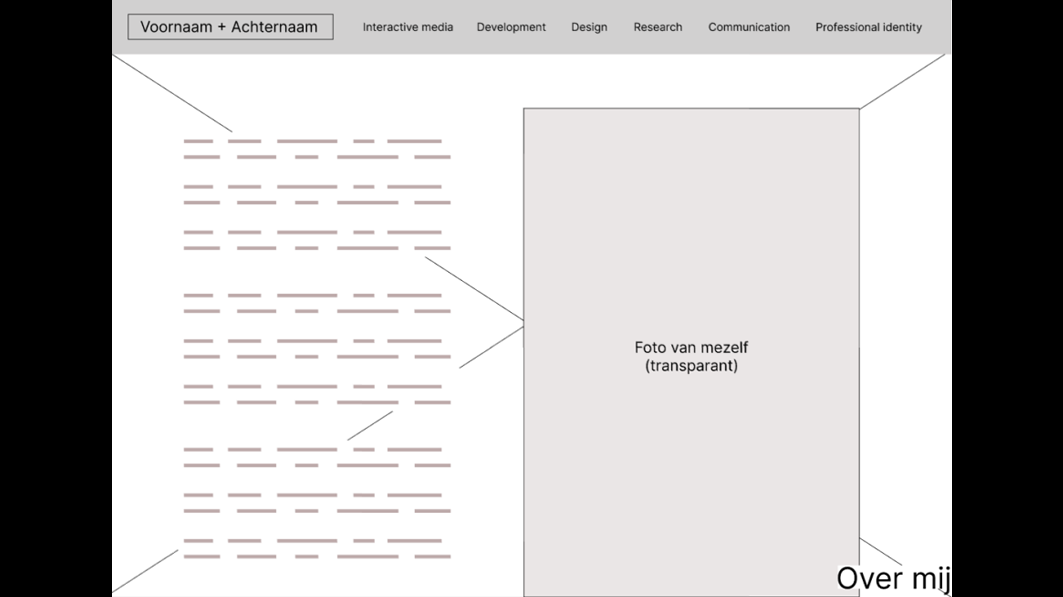 Voornaam + Achternaam
Interactive media
Development
Design
Research
Communication
Professional identity
Foto van mezelf
(transparant)
Over mij